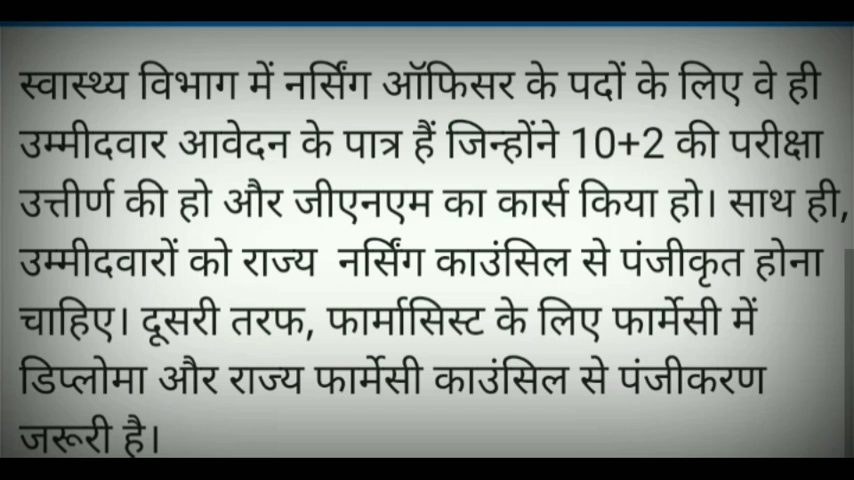 स्वास्थ्य विभाग में नर्सिंग ऑफिसर के पदों के लिए वे ही
उम्मीदवार आवेदन के पात्र हैं जिन्होंने 10+2 की परीक्षा
उत्तीर्ण की हो और जीएनएम का कार्स किया हो। साथ ही,
उम्मीदवारों को राज्य नर्सिंग काउंसिल से पंजीकृत होना
चाहिए। दूसरी तरफ, फार्मासिस्ट के लिए फार्मेसी में
डिप्लोमा और राज्य फार्मेसी काउंसिल से पंजीकरण
जरूरी है।